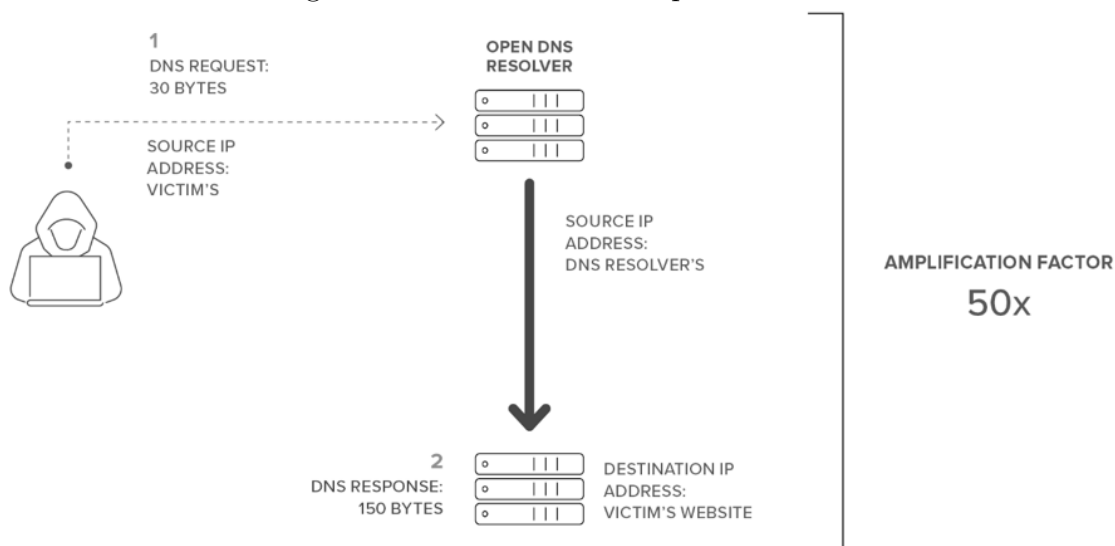 1
DNS REQUEST:
30 BYTES
OPEN DNS
RESOLVER
SOURCE IP
ADDRESS:
VICTIM'S
SOURCE IP
ADDRESS:
DNS RESOLVER'S
AMPLIFICATION FACTOR
50x
2
DNS RESPONSE:
150 BYTES
DESTINATION IP
ADDRESS:
VICTIM'S WEBSITE